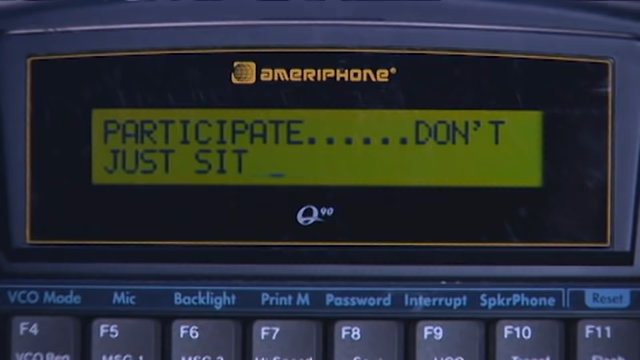 AMERIPHONE®
PARTICIPATE......DON'T
JUST SIT _
Q90
VCO Mode Mic Backlight Print M Password Interrupt SpkrPhone Reset
F4 F5 F6 F7 F8 F9 F10 F11